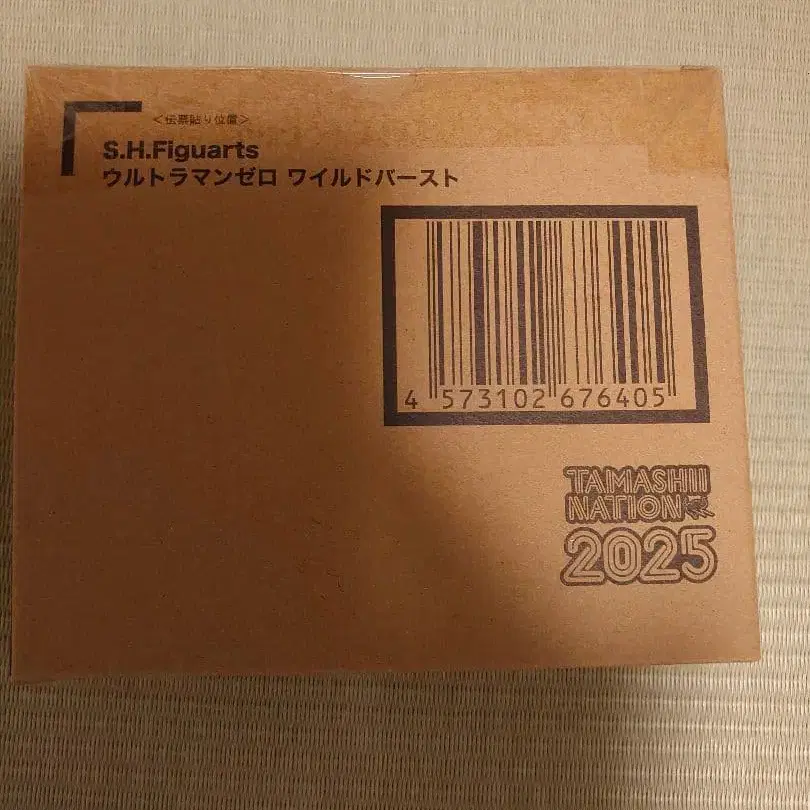 <伝票貼り位置>
S.H.Figuarts
ウルトラマンゼロ ワイルドバースト
4 573102 676405
TAMASHII
NATION
2025